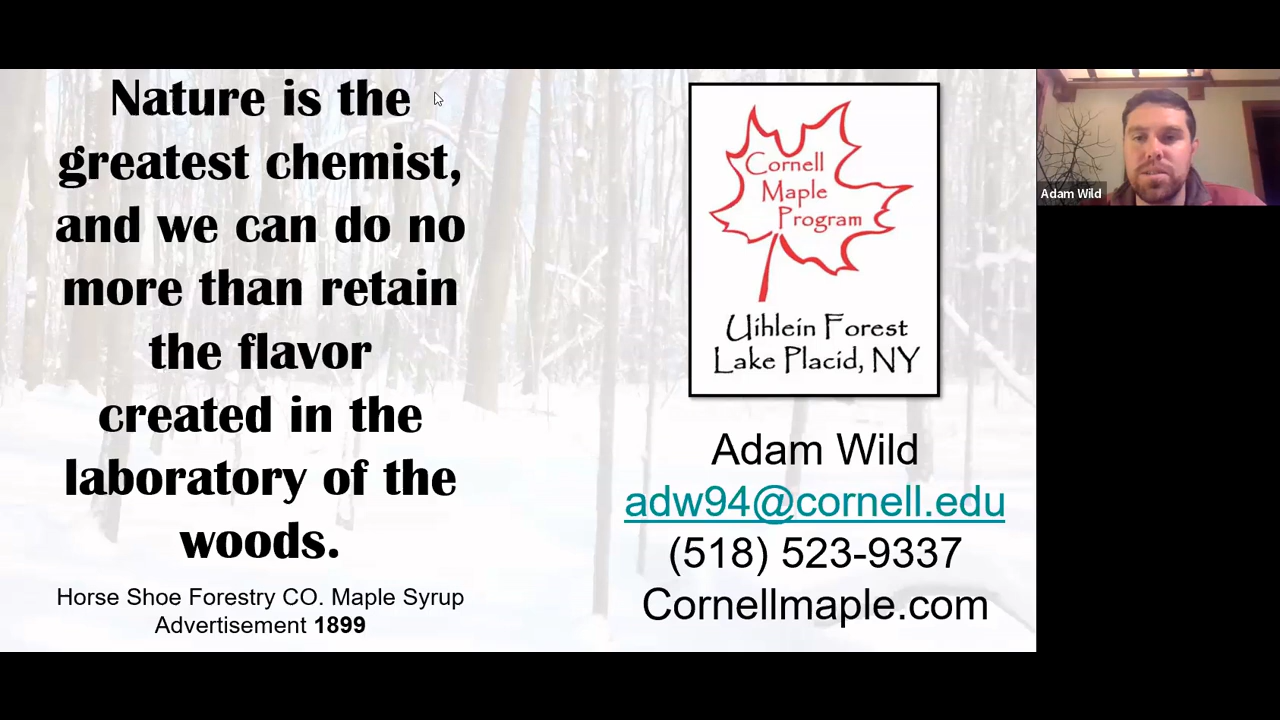 Nature is the
greatest chemist,
and we can do no
more than retain
the flavor
created in the
laboratory of the
woods.
Horse Shoe Forestry CO. Maple Syrup
Advertisement 1899
Cornell
Maple
Program
Uihlein Forest
Lake Placid, NY
Adam Wild
adw94@cornell.edu
(518) 523-9337
Cornellmaple.com
Adam Wild